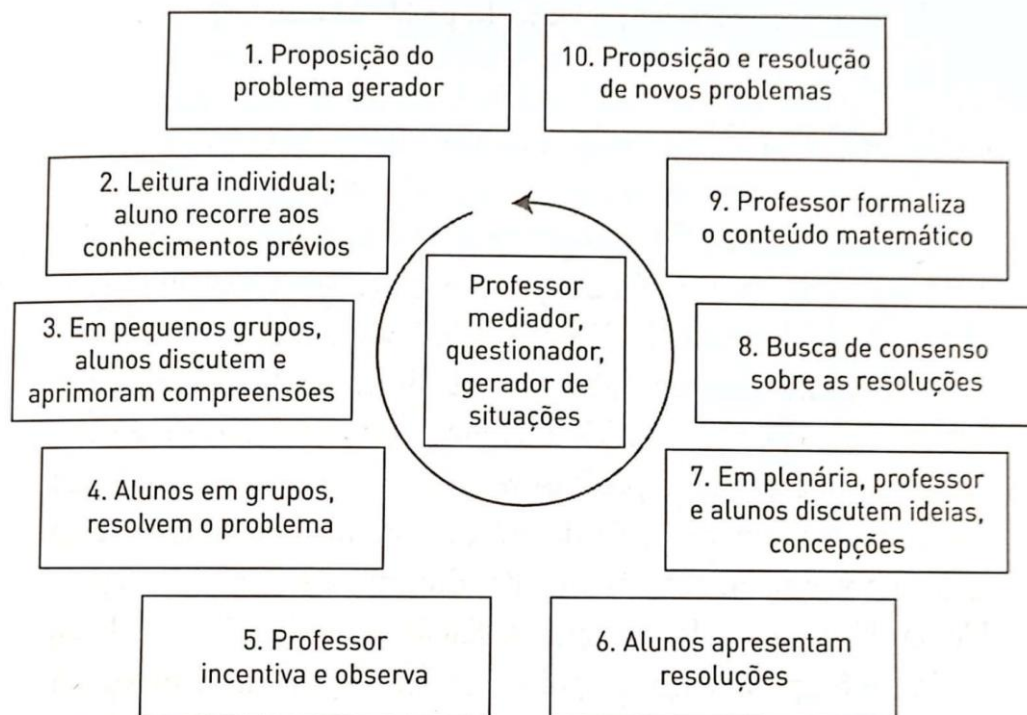 1. Proposição do
problema gerador
2. Leitura individual;
aluno recorre aos
conhecimentos prévios
3. Em pequenos grupos,
alunos discutem e
aprimoram compreensões
4. Alunos em grupos,
resolvem o problema
5. Professor
incentiva e observa
6. Alunos apresentam
resoluções
7. Em plenária, professor
e alunos discutem ideias,
concepções
8. Busca de consenso
sobre as resoluções
9. Professor formaliza
o conteúdo matemático
10. Proposição e resolução
de novos problemas
Professor
mediador,
questionador,
gerador de
situações